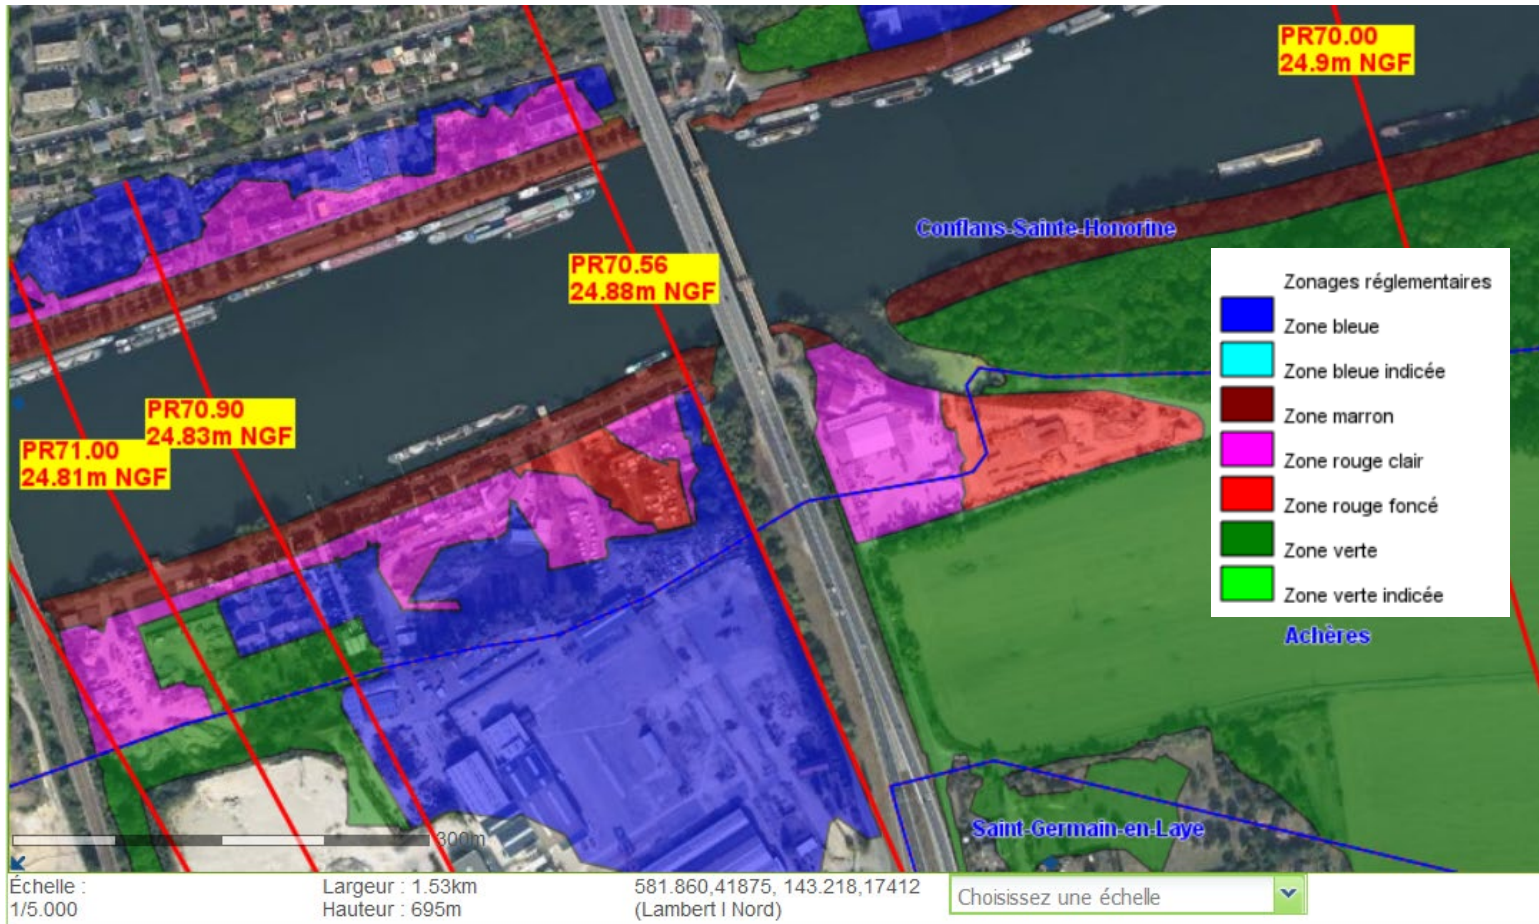 PR70.00
24.9m NGF
Conflans-Sainte-Honorine
PR70.56
24.88m NGF
Zonages réglementaires
Zone bleue
Zone bleue indicée
Zone marron
Zone rouge clair
Zone rouge foncé
Zone verte
Zone verte indicée
PR70.90
24.83m NGF
PR71.00
24.81m NGF
Achères
Saint-Germain-en-Laye
300m
Échelle :
1/5.000
Largeur : 1.53km
Hauteur : 695m
581.860,41875, 143.218,17412
(Lambert I Nord)
Choisissez une échelle